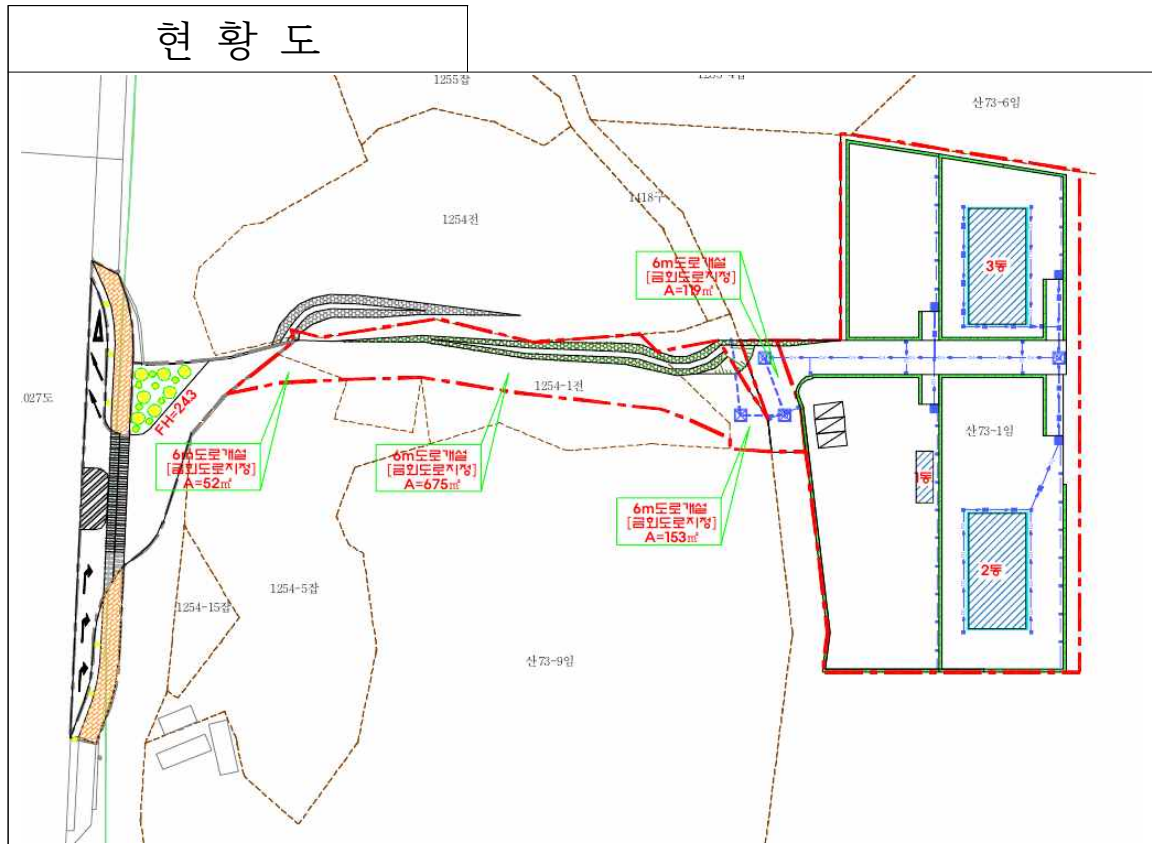 현 황 도
1255잡
산73-6임
1418구
1254전
6m도로개설
[금회도로지정]
A=119㎡
3동
1254-1전
1027도
FH=243
산73-1임
6m도로개설
[금회도로지정]
A=52㎡
6m도로개설
[금회도로지정]
A=675㎡
6m도로개설
[금회도로지정]
A=153㎡
1동
2동
1254-5잡
1254-15잡
산73-9임